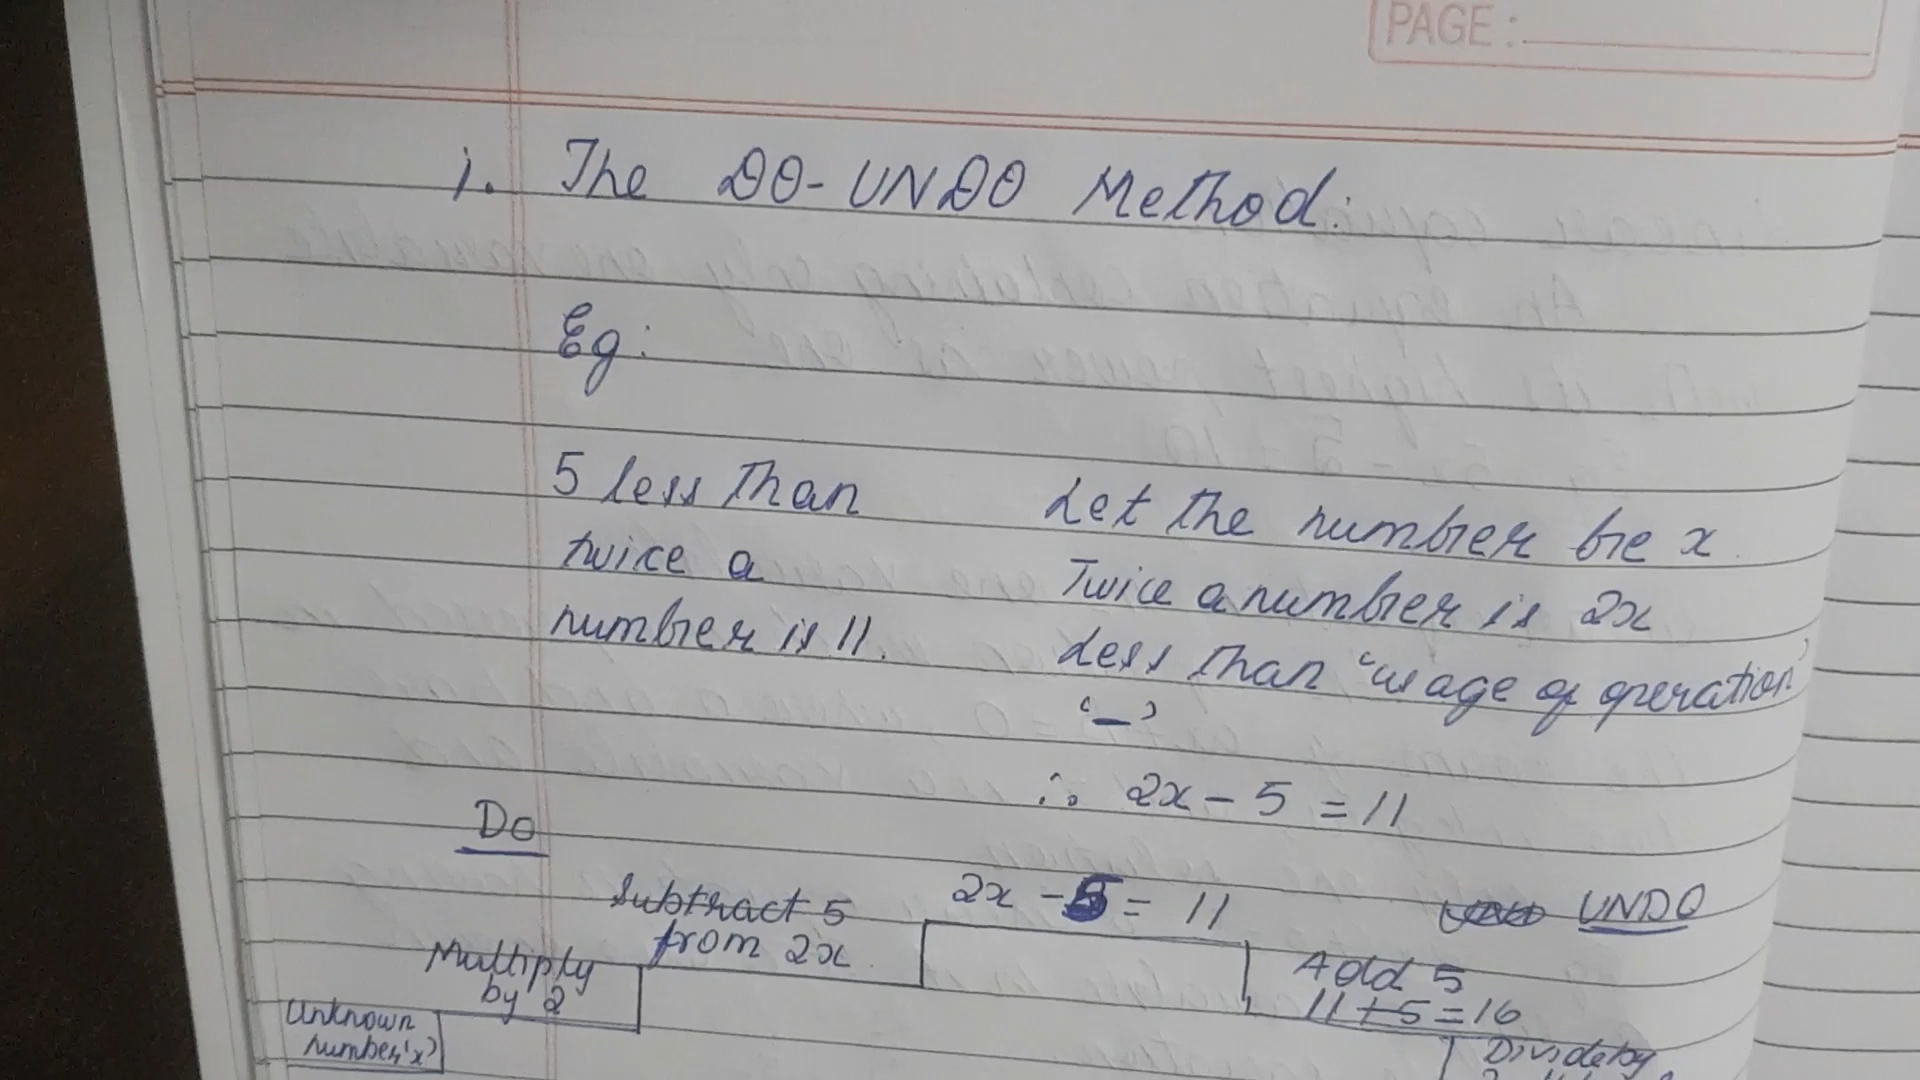 PAGE :
1. The DO-UNDO Method:
Eg:
5 less than
twice a
number is 11.
Let the number be x.
Twice a number is 2x
Less than "usage of operation"
'–'
∴ 2x - 5 = 11
Do
UNDO
2x - 5 = 11
Subtract 5
from 2x.
Multiply
by 2
Unknown
number 'x'
Add 5
11 + 5 = 16
Divide by